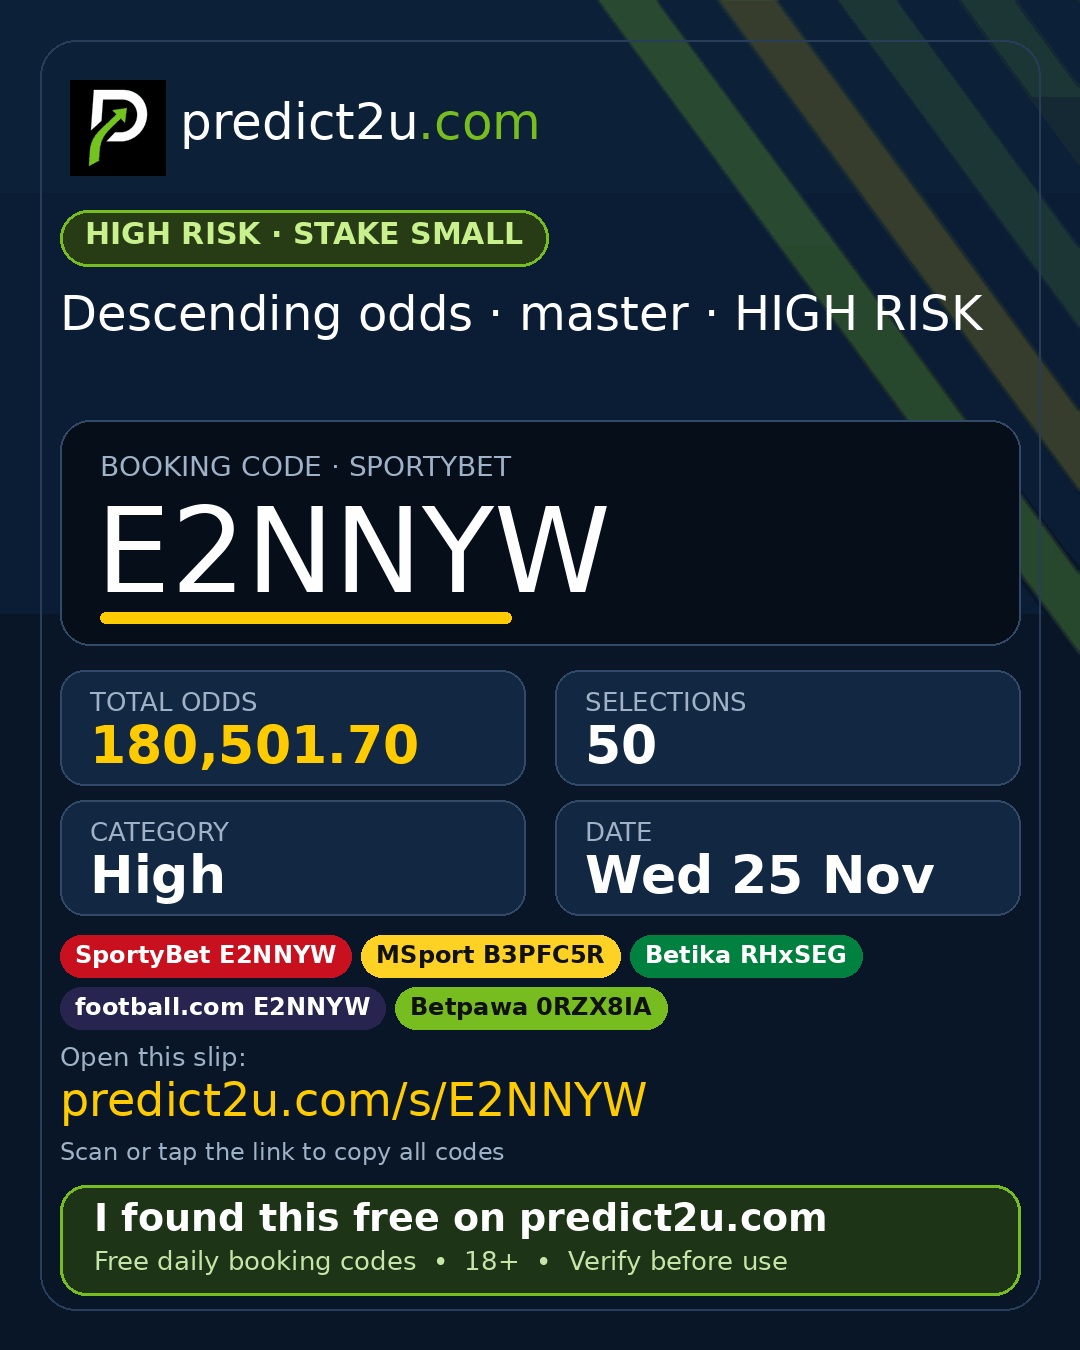 predict2u.com
HIGH RISK · STAKE SMALL
Descending odds · master · HIGH RISK
BOOKING CODE · SPORTYBET
E2NNYW
TOTAL ODDS
180,501.70
SELECTIONS
50
CATEGORY
High
DATE
Wed 25 Nov
SportyBet E2NNYW
MSport B3PFC5R
Betika RHxSEG
football.com E2NNYW
Betpawa 0RZX8IA
Open this slip:
predict2u.com/s/E2NNYW
Scan or tap the link to copy all codes
I found this free on predict2u.com
Free daily booking codes • 18+ • Verify before use